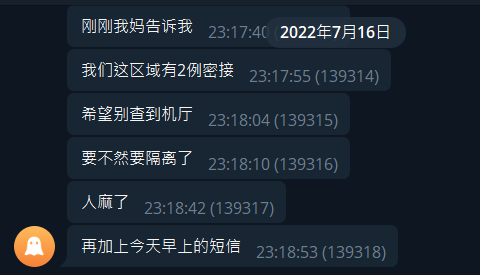 刚刚我妈告诉我 23:17:40
2022年7月16日
我们这区域有2例密接 23:17:55 (139314)
希望别查到机厅 23:18:04 (139315)
要不然要隔离了 23:18:10 (139316)
人麻了 23:18:42 (139317)
再加上今天早上的短信 23:18:53 (139318)